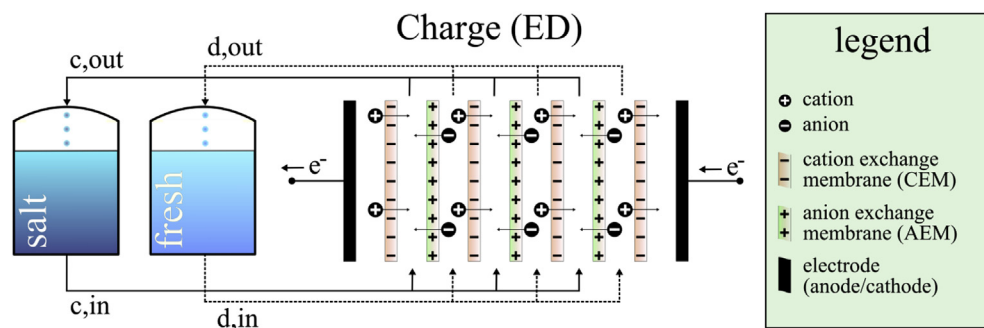 Charge (ED)
c,out
d,out
salt
fresh
e-
e-
c,in
d,in
legend
cation
anion
cation exchange
membrane (CEM)
anion exchange
membrane (AEM)
electrode
(anode/cathode)